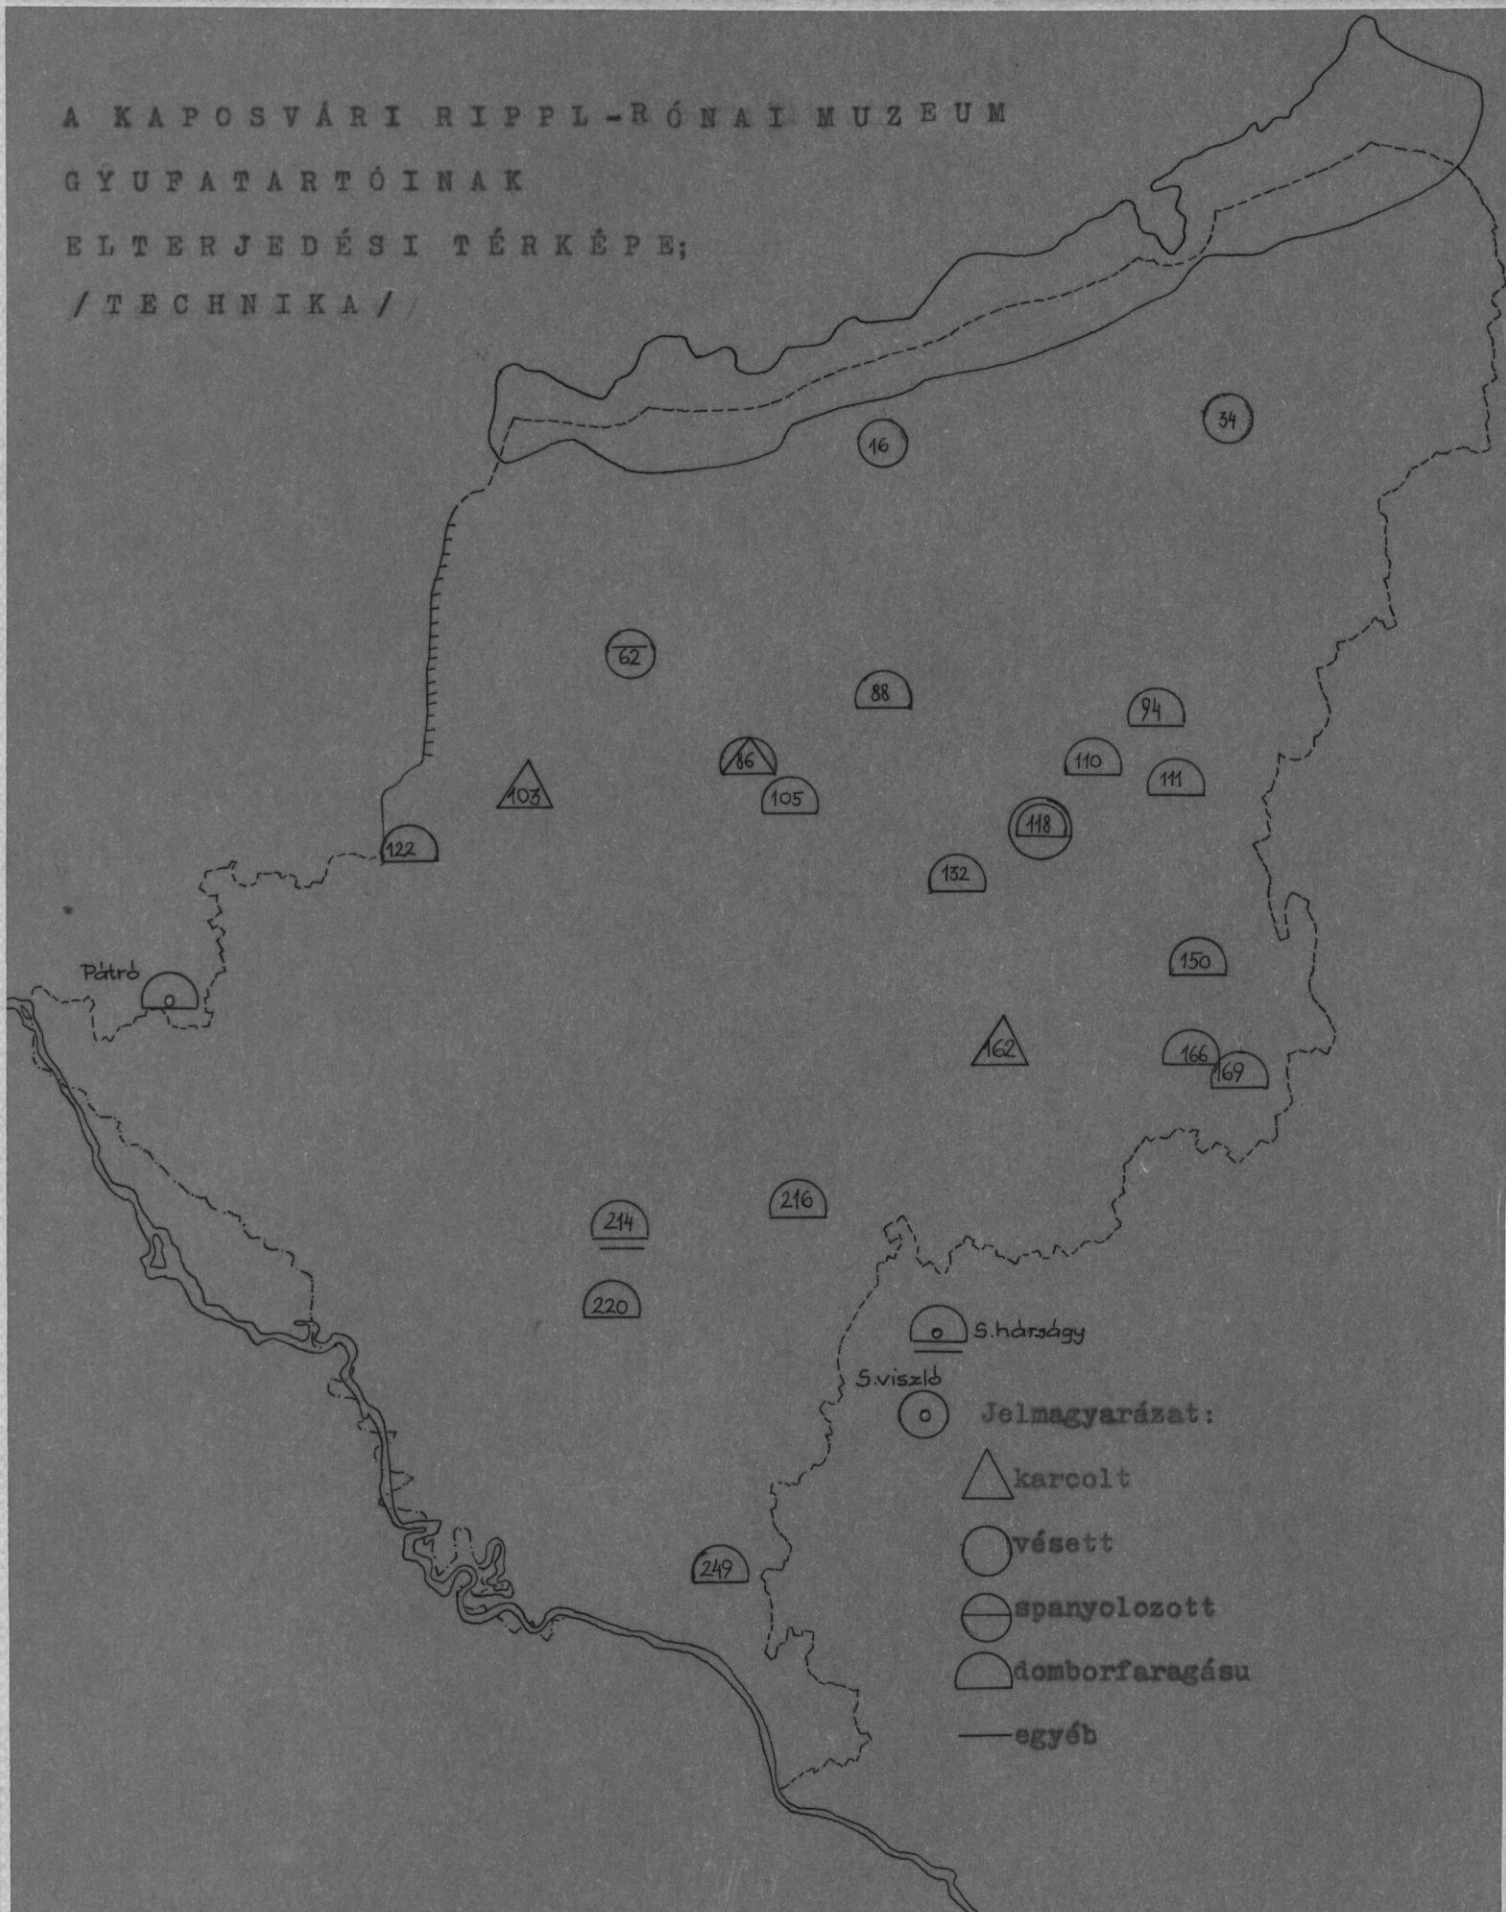 A KAPOSVÁRI RIPPL-RÓNAI MUZEUM
GYUFATARTÓINAK
ELTERJEDÉSI TÉRKÉPE;
/TECHNIKA/
34
16
62
88
94
86
110
111
103
105
118
122
132
150
Pátró
162
166
169
216
214
220
S.hárságy
S.viszló
Jelmagyarázat:
karcolt
vésett
249
spanyolozott
domborfaragásu
egyéb